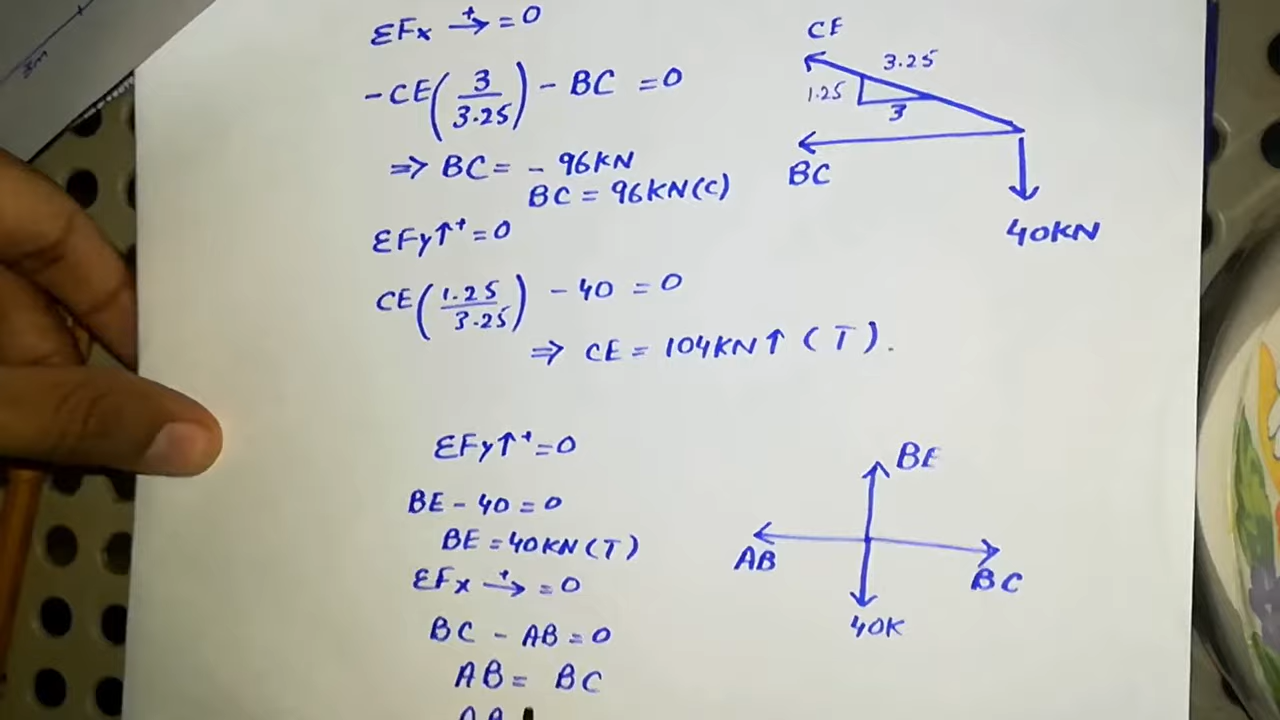 3m
ΣFx →+ = 0
-CE(3/3.25) - BC = 0
⇒ BC = - 96KN
BC = 96KN(C)
ΣFy↑+ = 0
CE(1.25/3.25) - 40 = 0
⇒ CE = 104KN↑ (T).
CE
3.25
1.25
3
BC
40KN
ΣFy↑+ = 0
BE - 40 = 0
BE = 40KN(T)
ΣFx →+ = 0
BC - AB = 0
AB = BC
BE
AB
BC
40K